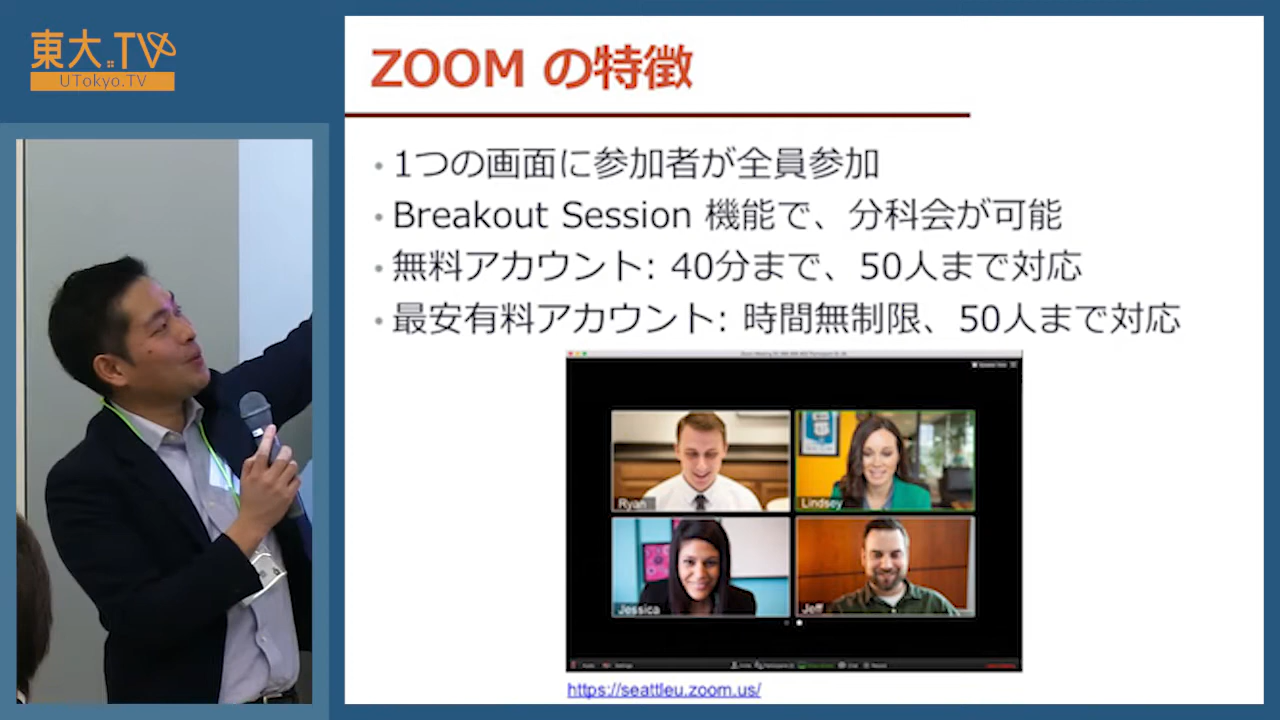 東大.TV
UTokyo.TV
ZOOM の特徴
・1つの画面に参加者が全員参加
・Breakout Session 機能で、分科会が可能
・無料アカウント: 40分まで、50人まで対応
・最安有料アカウント: 時間無制限、50人まで対応
Ryan
Lindsey
Jessica
Jeff
https://seattleu.zoom.us/